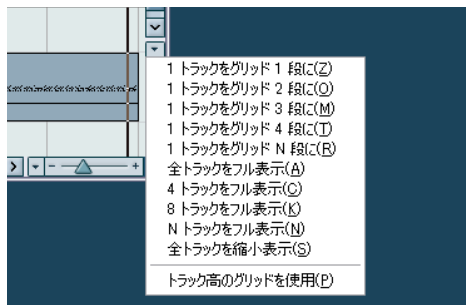 1 トラックをグリッド 1 段に(Z)
1 トラックをグリッド 2 段に(O)
1 トラックをグリッド 3 段に(M)
1 トラックをグリッド 4 段に(T)
1 トラックをグリッド N 段に(R)
全トラックをフル表示(A)
4 トラックをフル表示(C)
8 トラックをフル表示(K)
N トラックをフル表示(N)
全トラックを縮小表示(S)
トラック高のグリッドを使用(P)